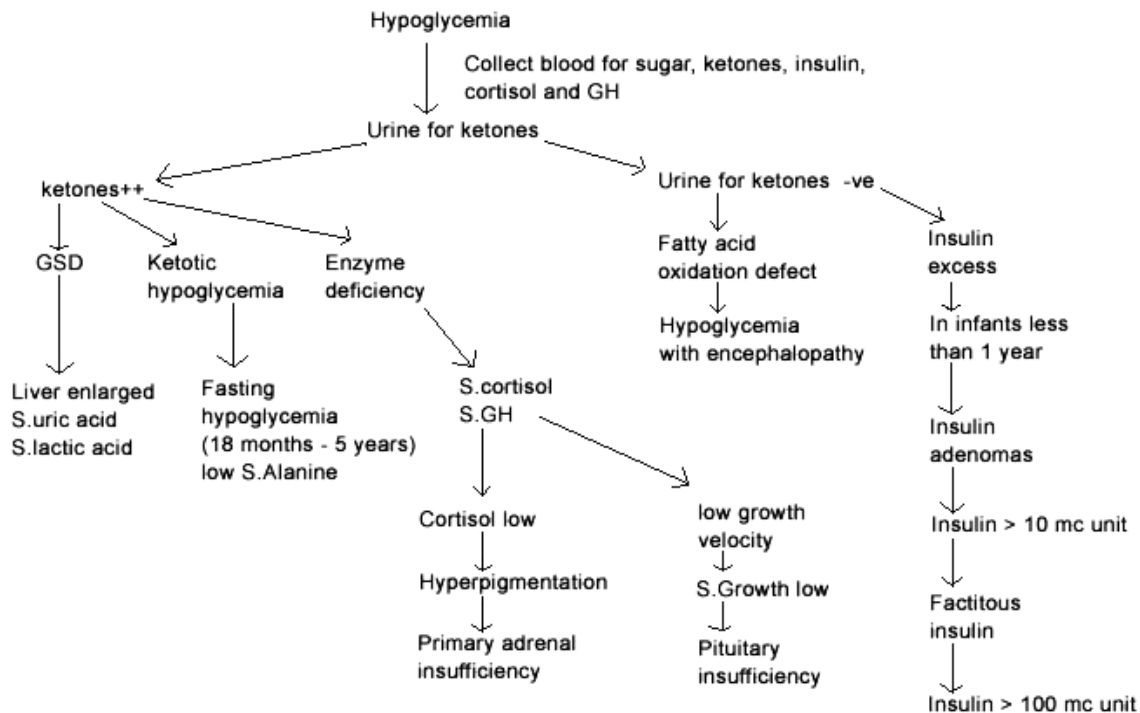 Hypoglycemia
Collect blood for sugar, ketones, insulin,
cortisol and GH
Urine for ketones
ketones++
Urine for ketones -ve
GSD
Ketotic
hypoglycemia
Enzyme
deficiency
Fatty acid
oxidation defect
Insulin
excess
Hypoglycemia
with encephalopathy
In infants less
than 1 year
Liver enlarged
S.uric acid
S.lactic acid
Fasting
hypoglycemia
(18 months - 5 years)
low S.Alanine
S.cortisol
S.GH
Insulin
adenomas
Cortisol low
low growth
velocity
Insulin > 10 mc unit
Hyperpigmentation
S.Growth low
Factitous
insulin
Primary adrenal
insufficiency
Pituitary
insufficiency
Insulin > 100 mc unit